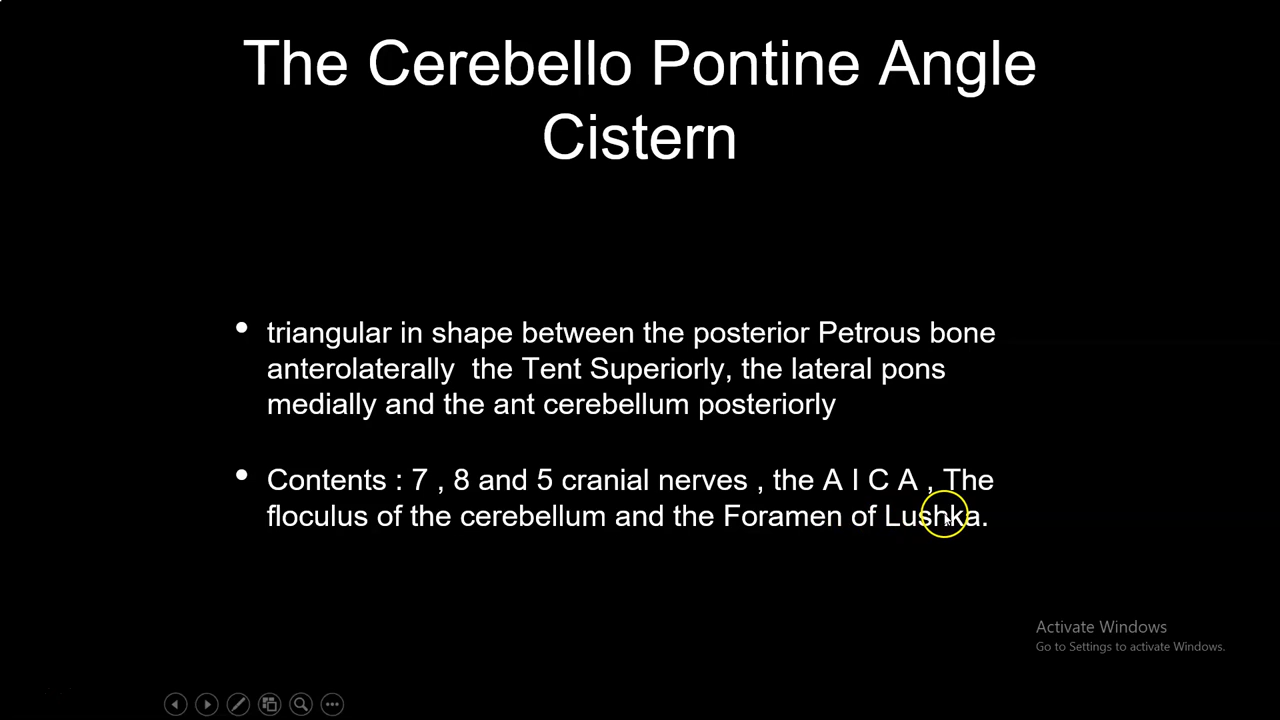 The Cerebello Pontine Angle
Cistern
• triangular in shape between the posterior Petrous bone
anterolaterally the Tent Superiorly, the lateral pons
medially and the ant cerebellum posteriorly
• Contents : 7 , 8 and 5 cranial nerves , the A I C A , The
floculus of the cerebellum and the Foramen of Lushka.
Activate Windows
Go to Settings to activate Windows.